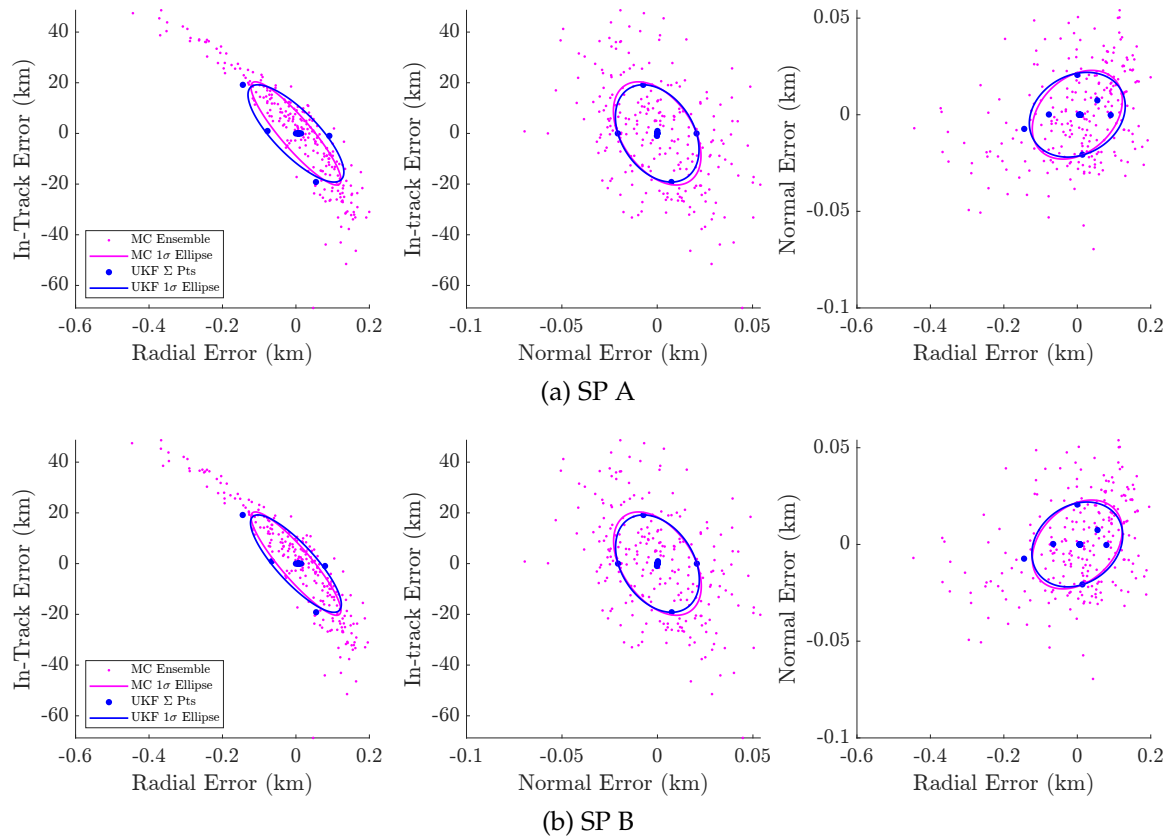 40
20
0
-20
-40
-60
In-Track Error (km)
MC Ensemble
MC 1σ Ellipse
UKF Σ Pts
UKF 1σ Ellipse
-0.6 -0.4 -0.2 0 0.2
Radial Error (km)
40
20
0
-20
-40
-60
In-track Error (km)
-0.1 -0.05 0 0.05
Normal Error (km)
0.05
0
-0.05
-0.1
Normal Error (km)
-0.6 -0.4 -0.2 0 0.2
Radial Error (km)
(a) SP A
40
20
0
-20
-40
-60
In-Track Error (km)
MC Ensemble
MC 1σ Ellipse
UKF Σ Pts
UKF 1σ Ellipse
-0.6 -0.4 -0.2 0 0.2
Radial Error (km)
40
20
0
-20
-40
-60
In-track Error (km)
-0.1 -0.05 0 0.05
Normal Error (km)
0.05
0
-0.05
-0.1
Normal Error (km)
-0.6 -0.4 -0.2 0 0.2
Radial Error (km)
(b) SP B